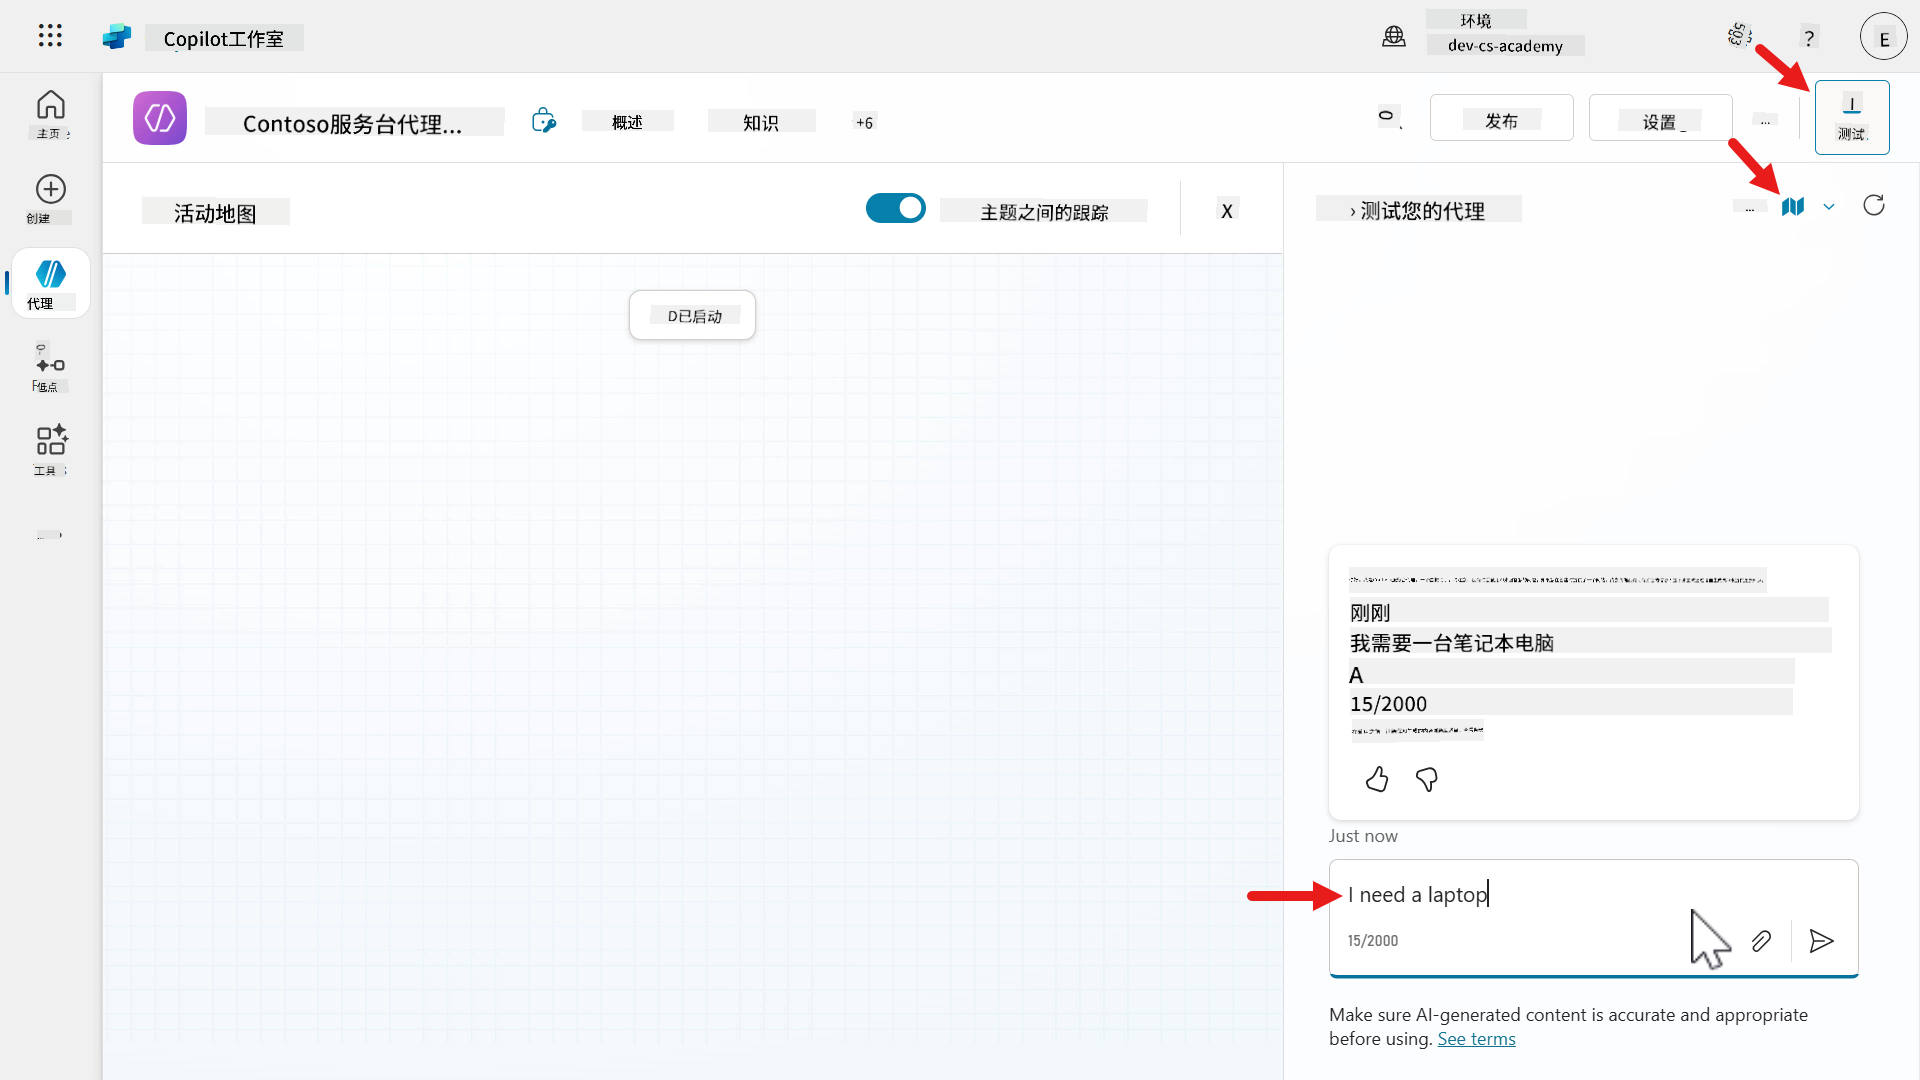 Copilot工作室
环境
dev-cs-academy
?
E
主页
Contoso服务台代理...
概述
知识
+6
发布
设置
...
测试
创建
活动地图
主题之间的跟踪
X
› 测试您的代理
...
代理
D已启动
工具
刚刚
我需要一台笔记本电脑
A
15/2000
Just now
I need a laptop
15/2000
Make sure AI-generated content is accurate and appropriate
before using. See terms